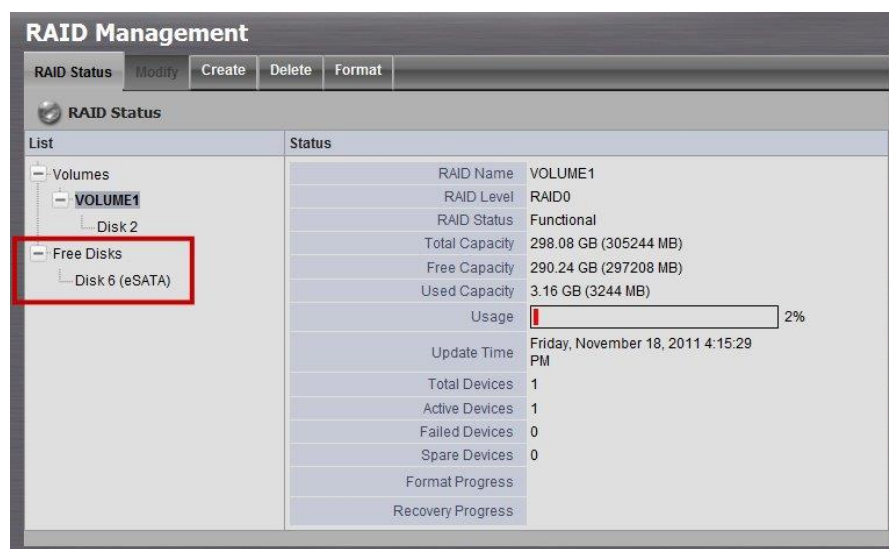 RAID Management
RAID Status Modify Create Delete Format
RAID Status
List Status
Volumes
VOLUME1
Disk 2
Free Disks
Disk 6 (eSATA)
RAID Name VOLUME1
RAID Level RAID0
RAID Status Functional
Total Capacity 298.08 GB (305244 MB)
Free Capacity 290.24 GB (297208 MB)
Used Capacity 3.16 GB (3244 MB)
Usage 2%
Update Time Friday, November 18, 2011 4:15:29
PM
Total Devices 1
Active Devices 1
Failed Devices 0
Spare Devices 0
Format Progress
Recovery Progress